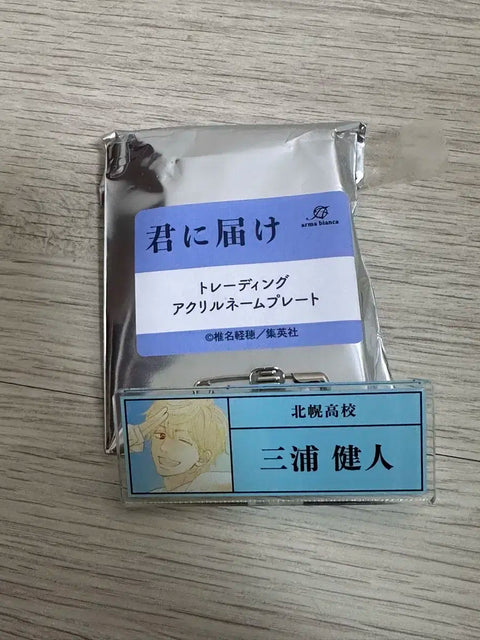 君に届け
arma bianca
トレーディング
アクリルネームプレート
©椎名軽穂／集英社
北幌高校
三浦 健人